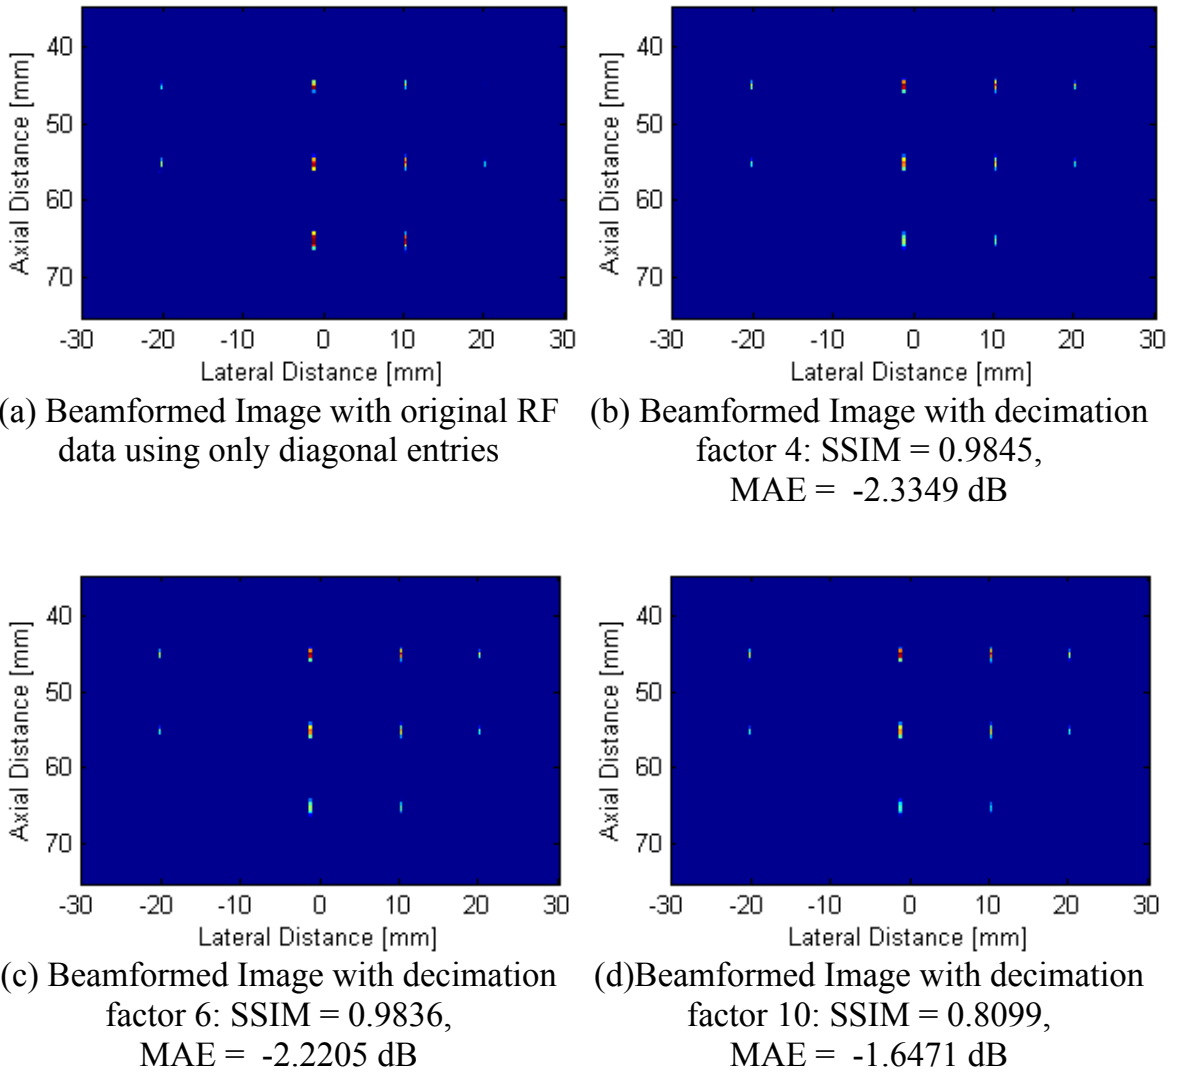 40
50
60
70
Axial Distance [mm]
-30 -20 -10 0 10 20 30
Lateral Distance [mm]
(a) Beamformed Image with original RF
data using only diagonal entries
40
50
60
70
Axial Distance [mm]
-30 -20 -10 0 10 20 30
Lateral Distance [mm]
(b) Beamformed Image with decimation
factor 4: SSIM = 0.9845,
MAE = -2.3349 dB
40
50
60
70
Axial Distance [mm]
-30 -20 -10 0 10 20 30
Lateral Distance [mm]
(c) Beamformed Image with decimation
factor 6: SSIM = 0.9836,
MAE = -2.2205 dB
40
50
60
70
Axial Distance [mm]
-30 -20 -10 0 10 20 30
Lateral Distance [mm]
(d)Beamformed Image with decimation
factor 10: SSIM = 0.8099,
MAE = -1.6471 dB